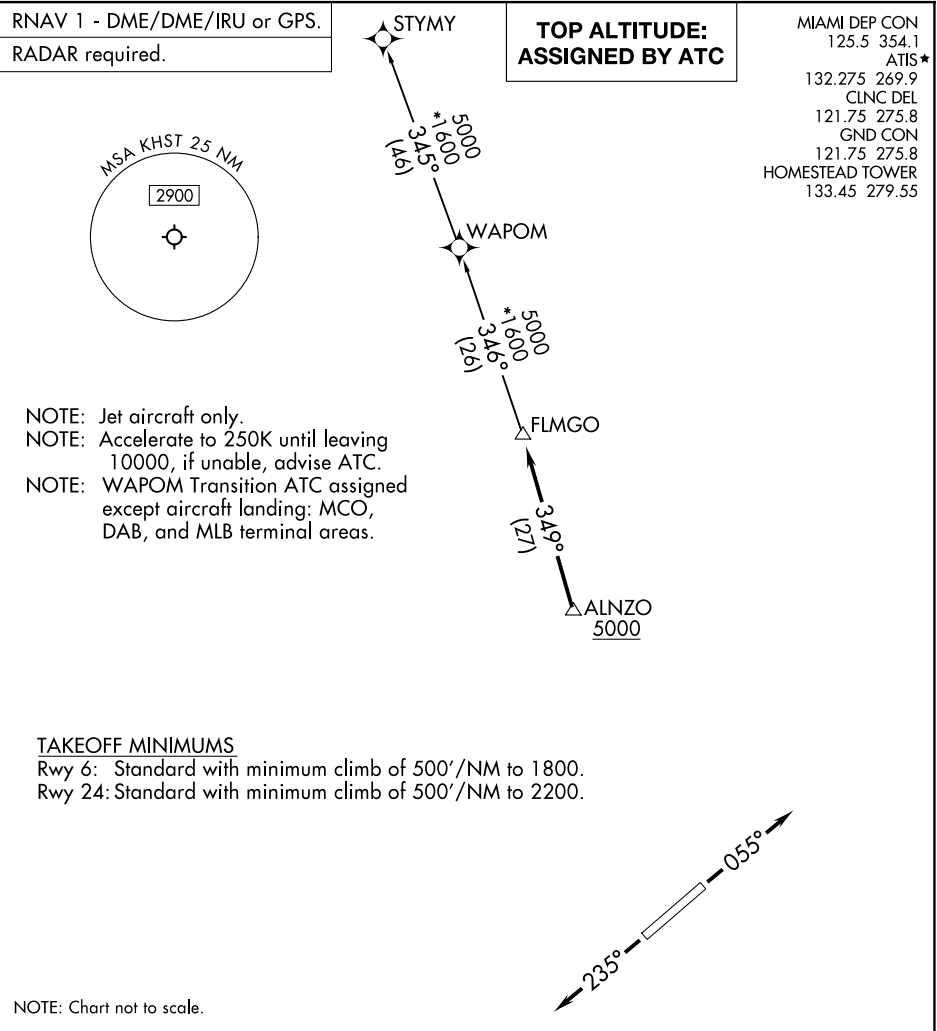 RNAV 1 - DME/DME/IRU or GPS.
RADAR required.
STYMY
TOP ALTITUDE:
ASSIGNED BY ATC
MIAMI DEP CON
125.5 354.1
ATIS★
132.275 269.9
CLNC DEL
121.75 275.8
GND CON
121.75 275.8
HOMESTEAD TOWER
133.45 279.55
MSA KHST 25 NM
2900
5000
*1600
345°
(46)
WAPOM
5000
*1600
346°
(26)
NOTE: Jet aircraft only.
NOTE: Accelerate to 250K until leaving
10000, if unable, advise ATC.
NOTE: WAPOM Transition ATC assigned
except aircraft landing: MCO,
DAB, and MLB terminal areas.
FLMGO
349°
(27)
ALNZO
5000
TAKEOFF MINIMUMS
Rwy 6: Standard with minimum climb of 500'/NM to 1800.
Rwy 24: Standard with minimum climb of 500'/NM to 2200.
055°
235°
NOTE: Chart not to scale.